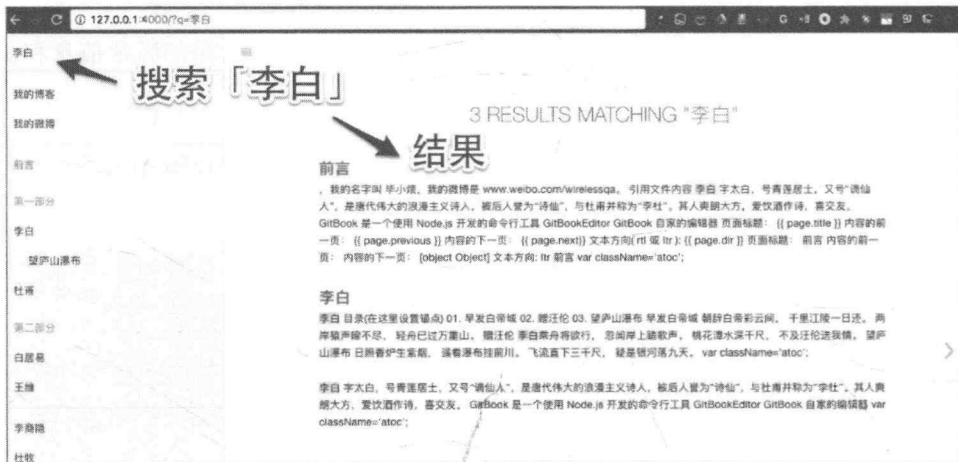 127.0.0.1:4000/?q=李白
李白
搜索「李白」
我的博客
我的微博
前言
第一部分
李白
望庐山瀑布
杜甫
第二部分
白居易
王维
李商隐
杜牧
3 RESULTS MATCHING "李白"
结果
前言
，我的名字叫 毕小烦，我的微博是 www.weibo.com/wirelessqa。 引用文件内容 李白 字太白，号青莲居士，又号“谪仙
人”，是唐代伟大的浪漫主义诗人，被后人誉为“诗仙”，与杜甫并称为“李杜”。其人爽朗大方，爱饮酒作诗，喜交友。
GitBook 是一个使用 Node.js 开发的命令行工具 GitBookEditor GitBook 自家的编辑器 页面标题： {{ page.title }} 内容的前
一页： {{ page.previous }} 内容的下一页： {{ page.next}} 文本方向( rtl 或 ltr ): {{ page.dir }} 页面标题： 前言 内容的前一
页： 内容的下一页： [object Object] 文本方向: ltr 前言 var className='atoc';
李白
李白 目录(在这里设置锚点) 01. 早发白帝城 02. 赠汪伦 03. 望庐山瀑布 早发白帝城 朝辞白帝彩云间， 千里江陵一日还。 两
岸猿声啼不尽， 轻舟已过万重山。 赠汪伦 李白乘舟将欲行， 忽闻岸上踏歌声。 桃花潭水深千尺， 不及汪伦送我情。 望庐
山瀑布 日照香炉生紫烟， 遥看瀑布挂前川。 飞流直下三千尺， 疑是银河落九天。 var className='atoc';
李白 字太白，号青莲居士，又号“谪仙人”，是唐代伟大的浪漫主义诗人，被后人誉为“诗仙”，与杜甫并称为“李杜”。其人爽
朗大方，爱饮酒作诗，喜交友。 GitBook 是一个使用 Node.js 开发的命令行工具 GitBookEditor GitBook 自家的编辑器 var
className='atoc';